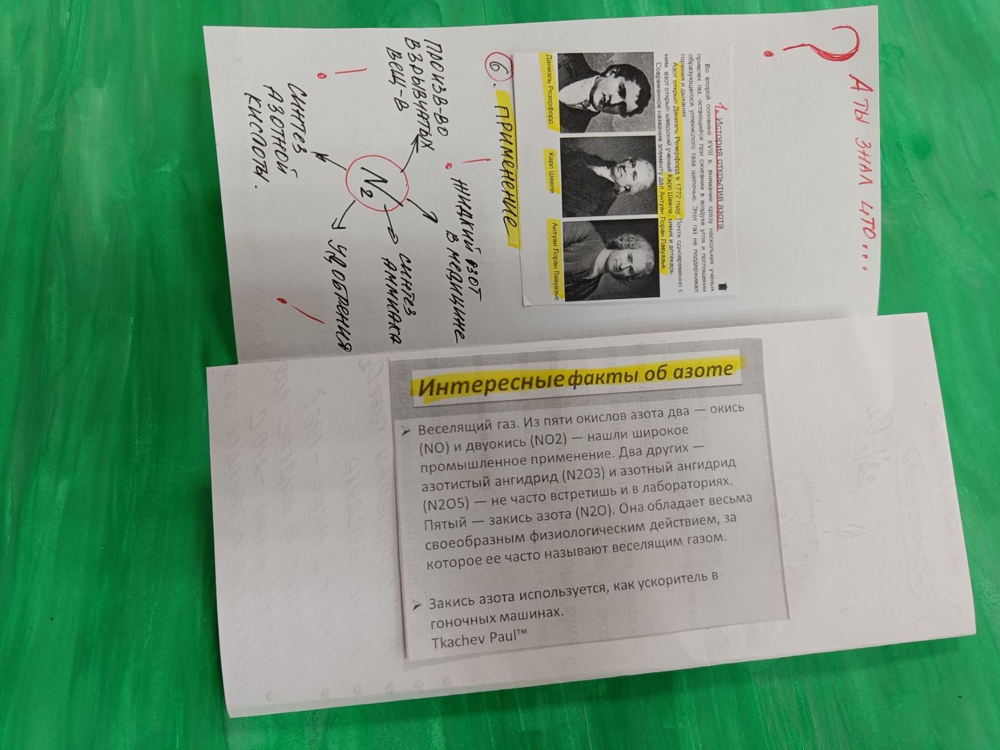 ? А ТЫ ЗНАЛ ЧТО...
1. История открытия азота
Во второй половине XVIII в. внимание сразу нескольких ученых
привлек газ, остающийся при сжигании в воздухе угля и поглощении
образующегося углекислого газа щелочью. Этот газ не поддерживал
горения и дыхания
Азот открыл Даниэль Резерфорд в 1772 году. Почти одновременно с
ним азот открыл шведский ученый Карл Шееле, химик и аптекарь.
Современное название элементу дал Антуан Лоран Лавуазье.
Даниэль Резерфорд
Карл Шееле
Антуан Лоран Лавуазье
6. ПРИМЕНЕНИЕ
ПРОИЗВ-ВО
ВЗРЫВЧАТЫХ
ВЕЩ-В
! ЖИДКИЙ АЗОТ
В МЕДИЦИНЕ
N2
СИНТЕЗ
АММИАКА
УДОБРЕНИЯ
!
СИНТЕЗ
АЗОТНОЙ
КИСЛОТЫ.
!
Интересные факты об азоте
➢ Веселящий газ. Из пяти окислов азота два — окись
(NO) и двуокись (NO2) — нашли широкое
промышленное применение. Два других —
азотистый ангидрид (N2O3) и азотный ангидрид
(N2O5) — не часто встретишь и в лабораториях.
Пятый — закись азота (N2O). Она обладает весьма
своеобразным физиологическим действием, за
которое ее часто называют веселящим газом.
➢ Закись азота используется, как ускоритель в
гоночных машинах.
Tkachev Paul™